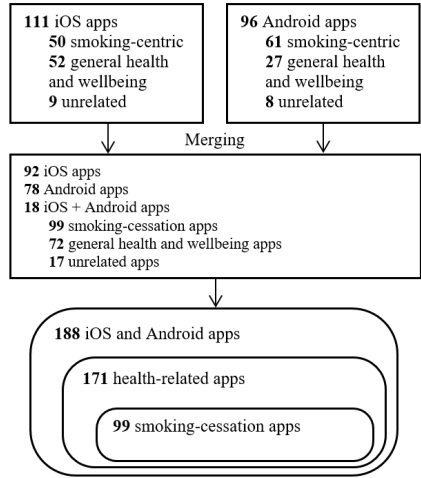 111 iOS apps
50 smoking-centric
52 general health
and wellbeing
9 unrelated
96 Android apps
61 smoking-centric
27 general health
and wellbeing
8 unrelated
Merging
92 iOS apps
78 Android apps
18 iOS + Android apps
99 smoking-cessation apps
72 general health and wellbeing apps
17 unrelated apps
188 iOS and Android apps
171 health-related apps
99 smoking-cessation apps